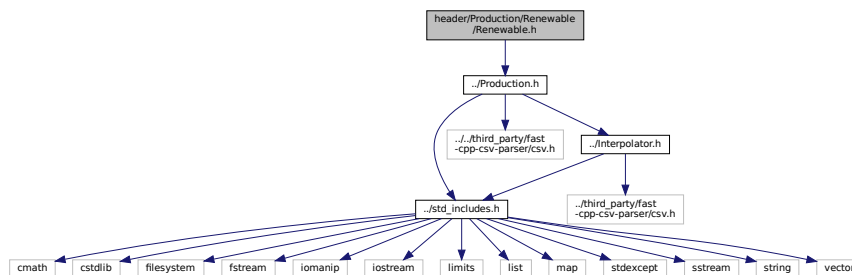 header/Production/Renewable
/Renewable.h
../Production.h
../../third_party/fast
-cpp-csv-parser/csv.h
../Interpolator.h
../third_party/fast
-cpp-csv-parser/csv.h
../std_includes.h
cmath
cstdlib
filesystem
fstream
iomanip
iostream
limits
list
map
stdexcept
sstream
string
vector